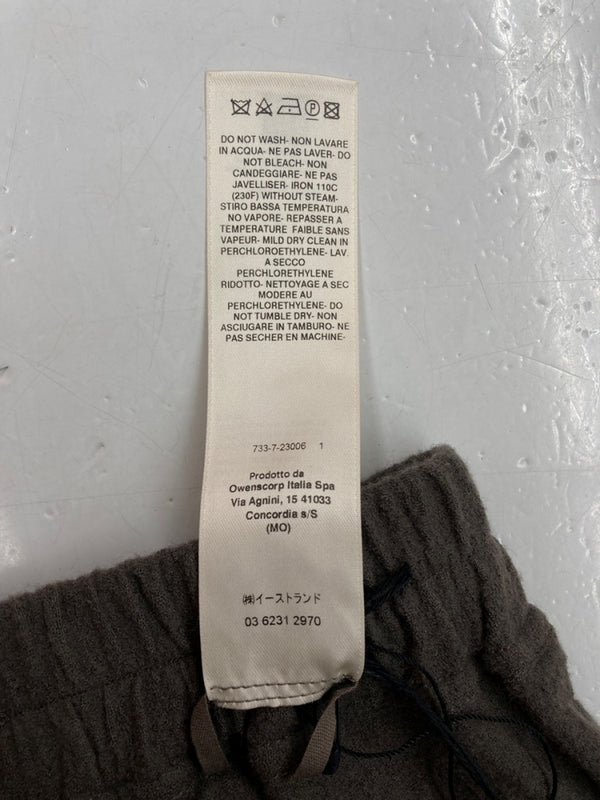 P
DO NOT WASH- NON LAVARE
IN ACQUA- NE PAS LAVER- DO
NOT BLEACH- NON
CANDEGGIARE- NE PAS
JAVELLISER- IRON 110C
(230F) WITHOUT STEAM-
STIRO BASSA TEMPERATURA
NO VAPORE- REPASSER A
TEMPERATURE FAIBLE SANS
VAPEUR- MILD DRY CLEAN IN
PERCHLOROETHYLENE- LAV.
A SECCO
PERCHLORETHYLENE
RIDOTTO- NETTOYAGE A SEC
MODERE AU
PERCHLORETHYLENE- DO
NOT TUMBLE DRY- NON
ASCIUGARE IN TAMBURO- NE
PAS SECHER EN MACHINE-
733-7-23006 1
Prodotto da
Owenscorp Italia Spa
Via Agnini, 15 41033
Concordia s/S
(MO)
㈱イーストランド
03 6231 2970